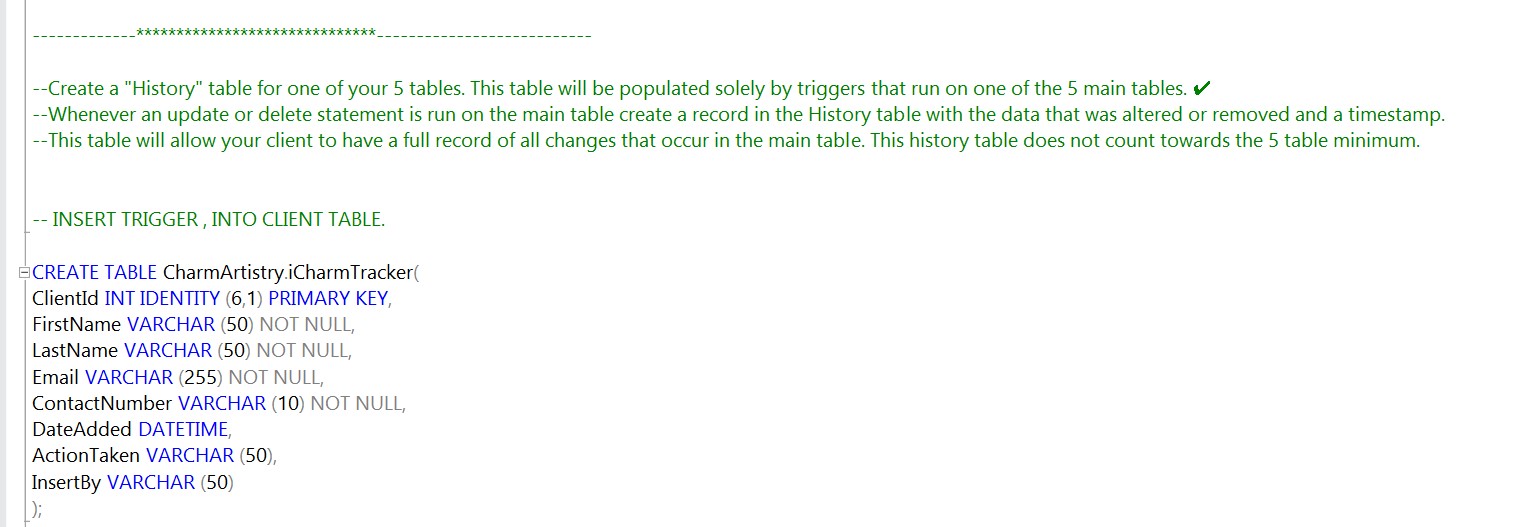 -------------******************************---------------------------
--Create a "History" table for one of your 5 tables. This table will be populated solely by triggers that run on one of the 5 main tables. ✔
--Whenever an update or delete statement is run on the main table create a record in the History table with the data that was altered or removed and a timestamp.
--This table will allow your client to have a full record of all changes that occur in the main table. This history table does not count towards the 5 table minimum.
-- INSERT TRIGGER , INTO CLIENT TABLE.
CREATE TABLE CharmArtistry.iCharmTracker(
ClientId INT IDENTITY (6,1) PRIMARY KEY,
FirstName VARCHAR (50) NOT NULL,
LastName VARCHAR (50) NOT NULL,
Email VARCHAR (255) NOT NULL,
ContactNumber VARCHAR (10) NOT NULL,
DateAdded DATETIME,
ActionTaken VARCHAR (50),
InsertBy VARCHAR (50)
);